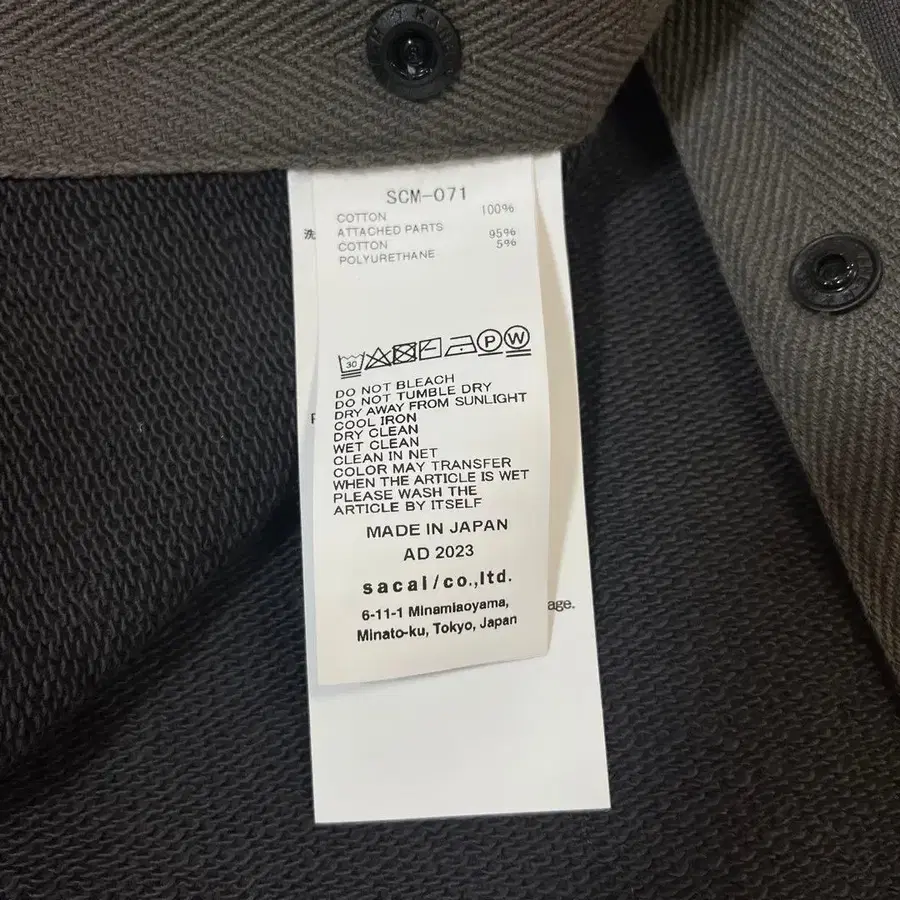 SCM-071
COTTON 100%
ATTACHED PARTS
COTTON 95%
POLYURETHANE 5%
洗
30
P W
DO NOT BLEACH
DO NOT TUMBLE DRY
DRY AWAY FROM SUNLIGHT
COOL IRON
DRY CLEAN
WET CLEAN
CLEAN IN NET
COLOR MAY TRANSFER
WHEN THE ARTICLE IS WET
PLEASE WASH THE
ARTICLE BY ITSELF
MADE IN JAPAN
AD 2023
sacai/co.,ltd.
6-11-1 Minamiaoyama,
Minato-ku, Tokyo, Japan
age.